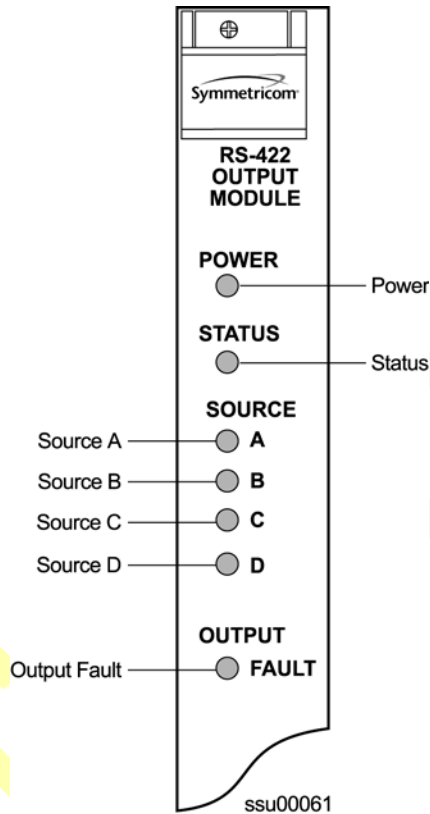 Symmetricom
RS-422
OUTPUT
MODULE
POWER
Power
STATUS
Status
SOURCE
Source A
A
Source B
B
Source C
C
Source D
D
OUTPUT
Output Fault
FAULT
ssu00061